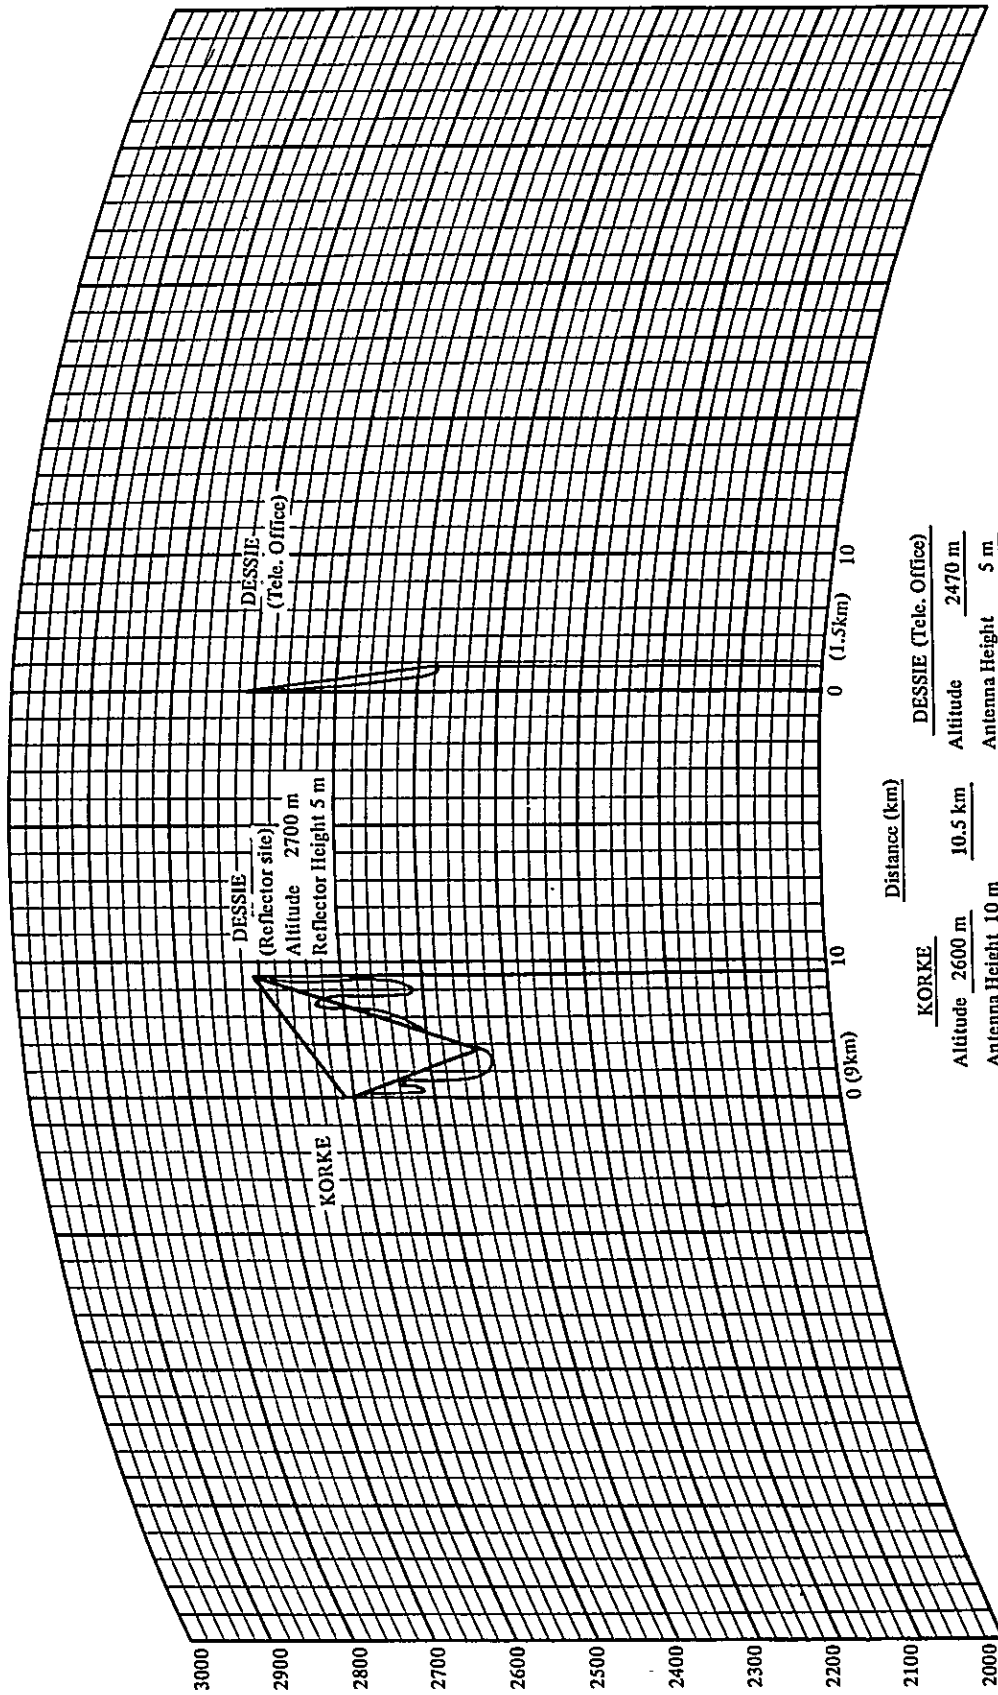 3000
2900
2800
2700
2600
2500
2400
2300
2200
2100
2000
KORKE
DESSIE
(Reflector site)
Altitude 2700 m
Reflector Height 5 m
DESSIE
(Tele. Office)
0 (9km)
10
0
(1.5km)
10
Distance (km)
10.5 km
KORKE
Altitude 2600 m
Antenna Height 10 m
DESSIE (Tele. Office)
Altitude 2470 m
Antenna Height 5 m